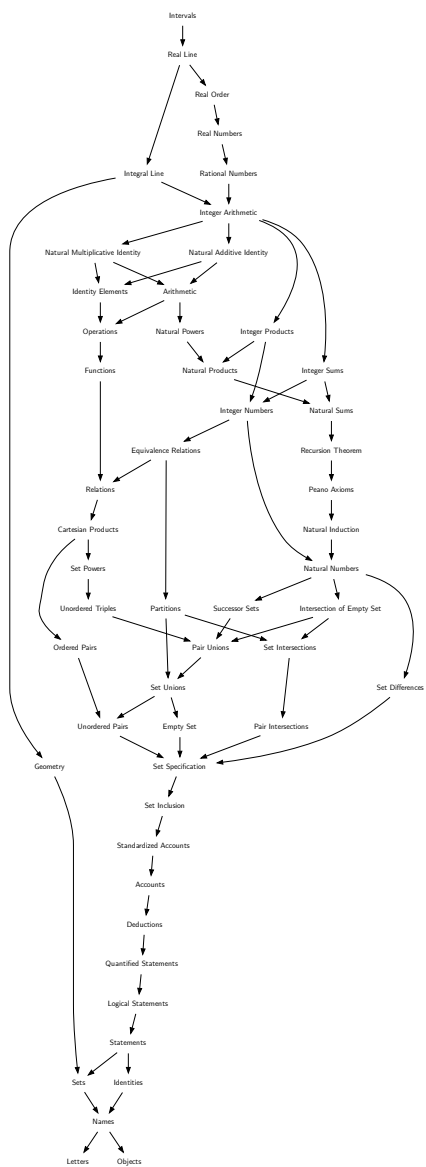 Intervals
Real Line
Real Order
Real Numbers
Integral Line
Rational Numbers
Integer Arithmetic
Natural Multiplicative Identity
Natural Additive Identity
Identity Elements
Arithmetic
Operations
Natural Powers
Integer Products
Functions
Natural Products
Integer Sums
Integer Numbers
Natural Sums
Equivalence Relations
Recursion Theorem
Relations
Peano Axioms
Cartesian Products
Natural Induction
Set Powers
Natural Numbers
Unordered Triples
Partitions
Successor Sets
Intersection of Empty Set
Ordered Pairs
Pair Unions
Set Intersections
Set Unions
Set Differences
Unordered Pairs
Empty Set
Pair Intersections
Geometry
Set Specification
Set Inclusion
Standardized Accounts
Accounts
Deductions
Quantified Statements
Logical Statements
Statements
Sets
Identities
Names
Letters
Objects